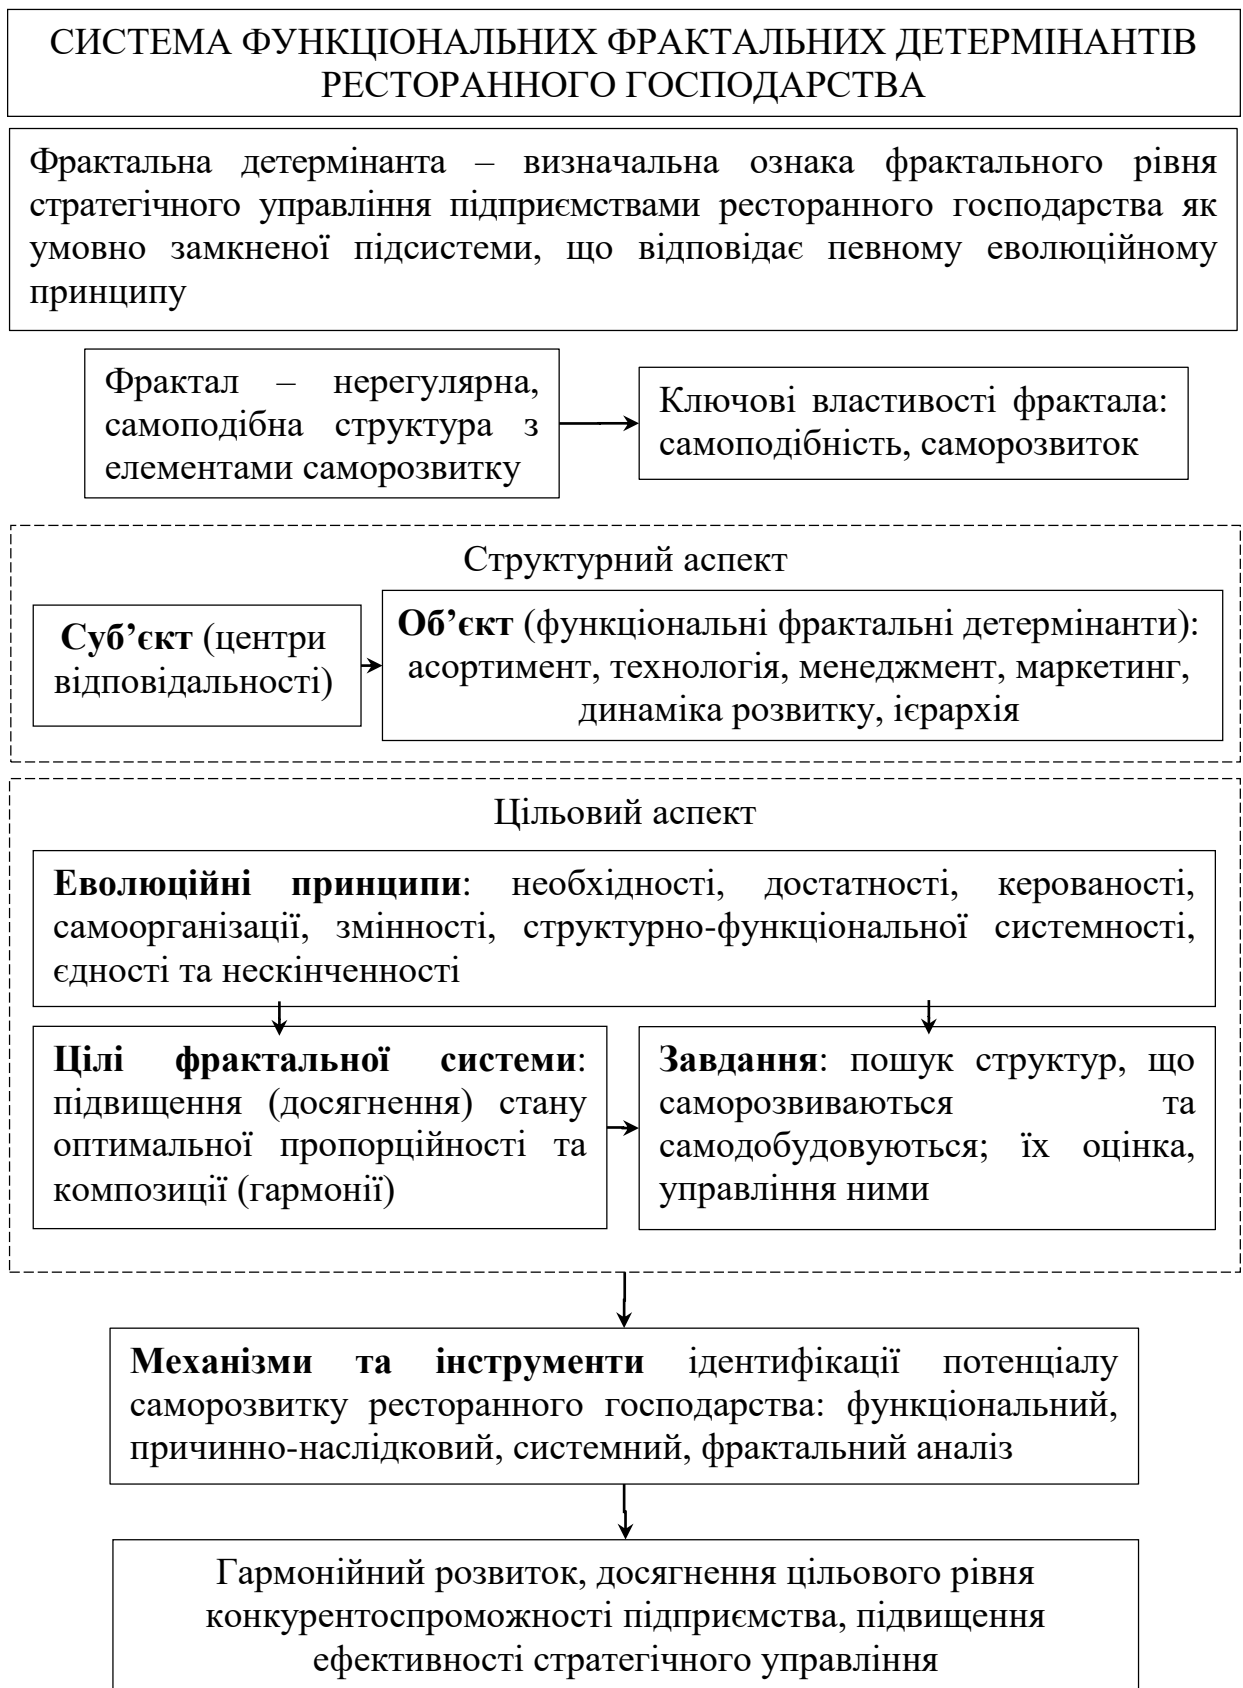 СИСТЕМА ФУНКЦІОНАЛЬНИХ ФРАКТАЛЬНИХ ДЕТЕРМІНАНТІВ
РЕСТОРАННОГО ГОСПОДАРСТВА
Фрактальна детермінанта – визначальна ознака фрактального рівня
стратегічного управління підприємствами ресторанного господарства як
умовно замкненої підсистеми, що відповідає певному еволюційному
принципу
Фрактал – нерегулярна,
самоподібна структура з
елементами саморозвитку
Ключові властивості фрактала:
самоподібність, саморозвиток
Структурний аспект
Суб’єкт (центри
відповідальності)
Об’єкт (функціональні фрактальні детермінанти):
асортимент, технологія, менеджмент, маркетинг,
динаміка розвитку, ієрархія
Цільовий аспект
Еволюційні принципи: необхідності, достатності, керованості,
самоорганізації, змінності, структурно-функціональної системності,
єдності та нескінченності
Цілі фрактальної системи:
підвищення (досягнення) стану
оптимальної пропорційності та
композиції (гармонії)
Завдання: пошук структур, що
саморозвиваються та
самодобудовуються; їх оцінка,
управління ними
Механізми та інструменти ідентифікації потенціалу
саморозвитку ресторанного господарства: функціональний,
причинно-наслідковий, системний, фрактальний аналіз
Гармонійний розвиток, досягнення цільового рівня
конкурентоспроможності підприємства, підвищення
ефективності стратегічного управління